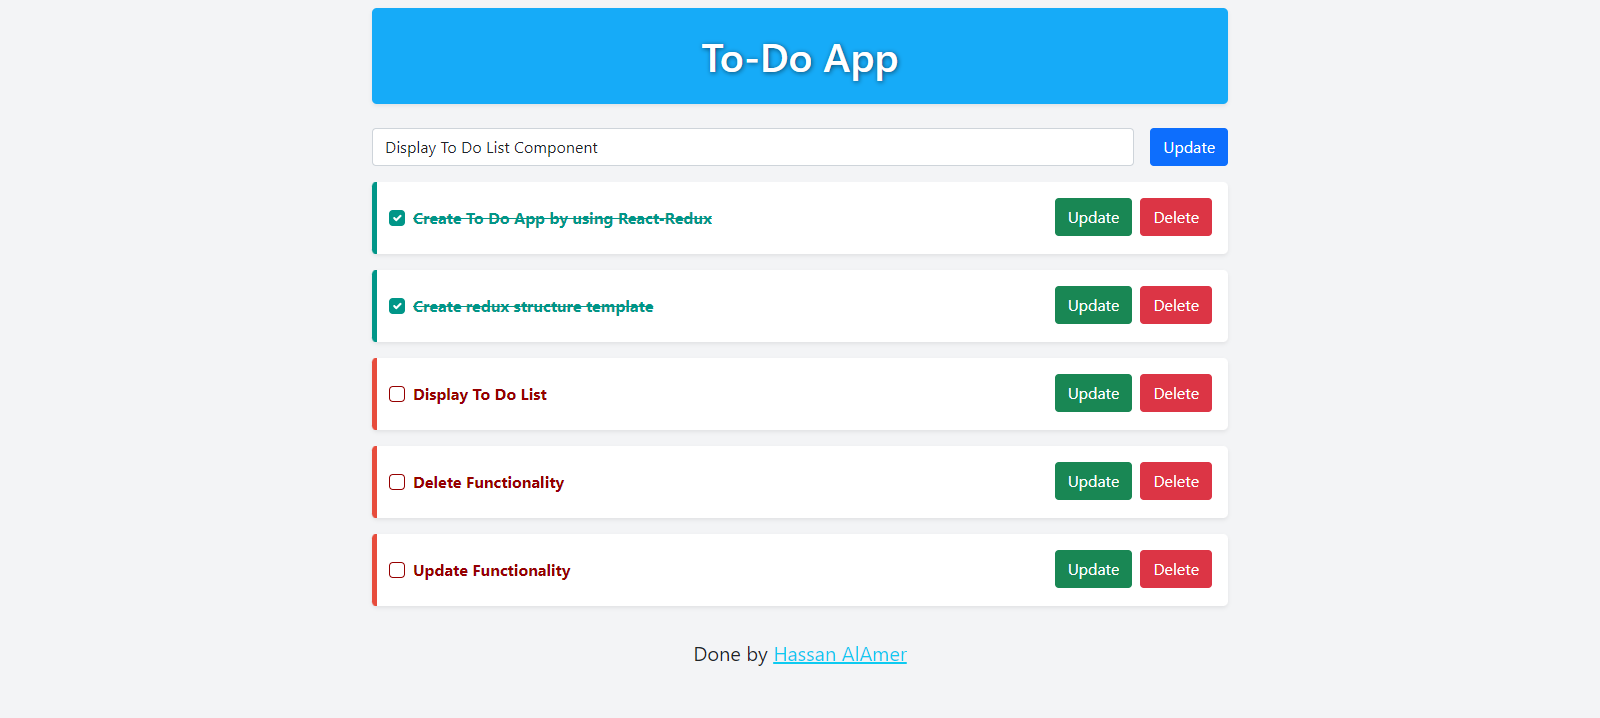 To-Do App
Display To Do List Component Update
Create To Do App by using React-Redux Update Delete
Create redux structure template Update Delete
Display To Do List Update Delete
Delete Functionality Update Delete
Update Functionality Update Delete
Done by Hassan AlAmer